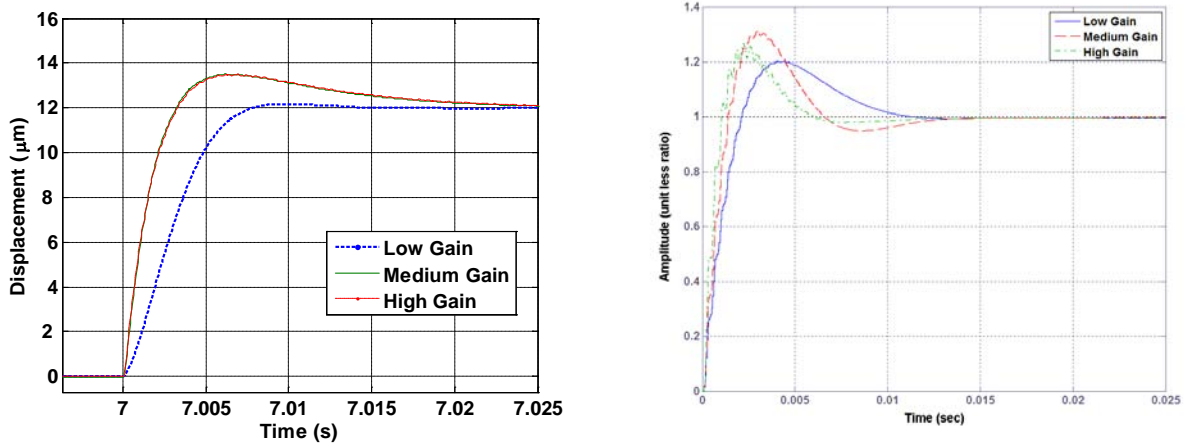 16
14
12
10
8
6
4
2
0
Displacement (μm)
Low Gain
Medium Gain
High Gain
7 7.005 7.01 7.015 7.02 7.025
Time (s)
1.4
1.2
1
0.8
0.6
0.4
0.2
0
Amplitude (unit less ratio)
Low Gain
Medium Gain
High Gain
0 0.005 0.01 0.015 0.02 0.025
Time (sec)